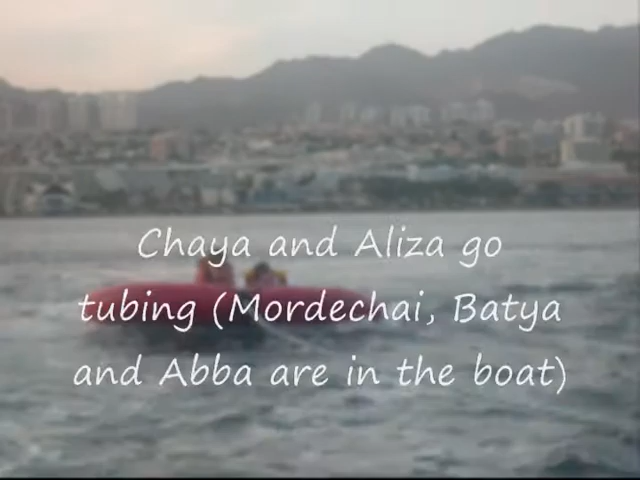 Chaya and Aliza go
tubing (Mordechai, Batya
and Abba are in the boat)